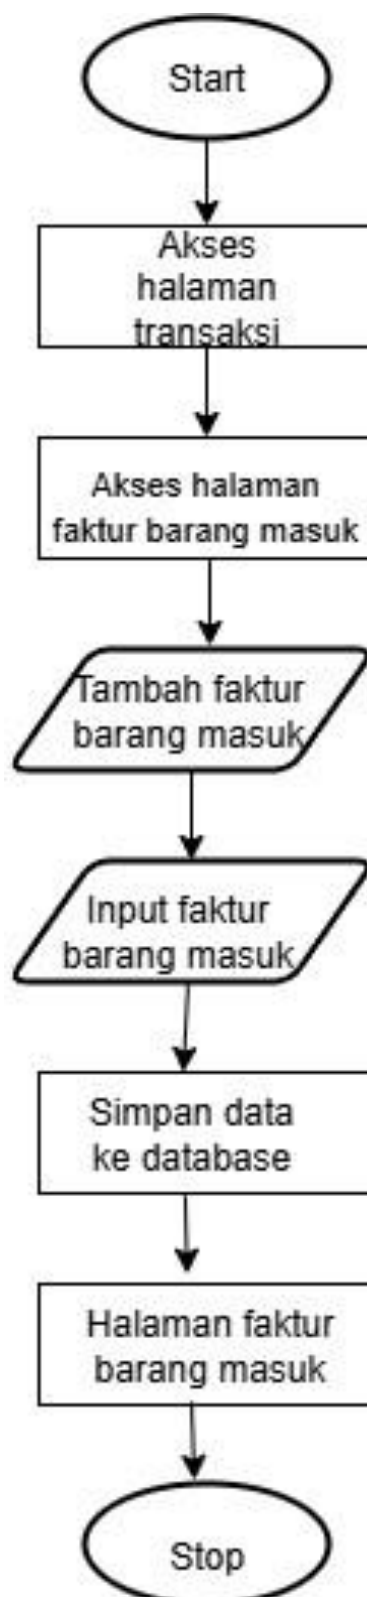 Start
Akses
halaman
transaksi
Akses halaman
faktur barang masuk
Tambah faktur
barang masuk
Input faktur
barang masuk
Simpan data
ke database
Halaman faktur
barang masuk
Stop